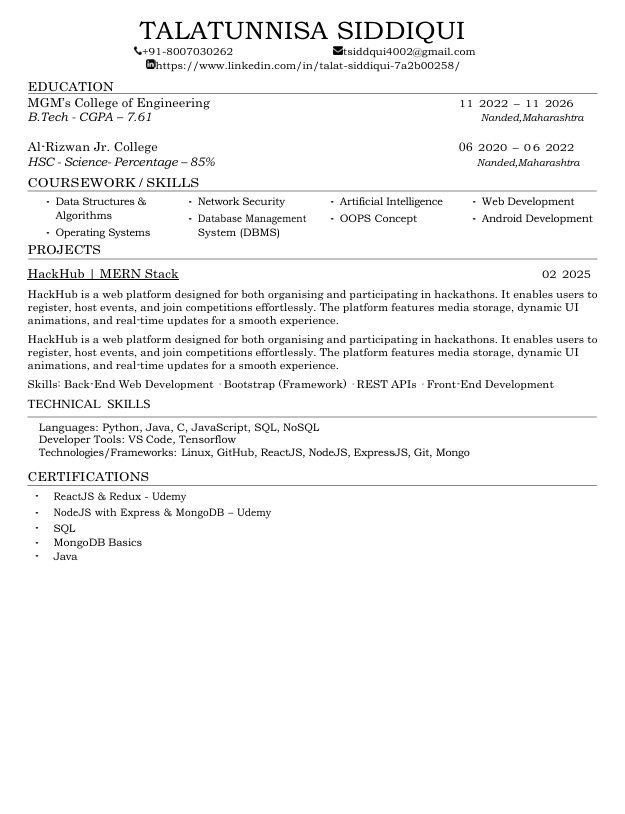 TALATUNNISA SIDDIQUI
+91-8007030262 tsiddqui4002@gmail.com
https://www.linkedin.com/in/talat-siddiqui-7a2b00258/
EDUCATION
MGM's College of Engineering 11 2022 – 11 2026
B.Tech - CGPA – 7.61 Nanded,Maharashtra
Al-Rizwan Jr. College 06 2020 – 06 2022
HSC - Science- Percentage – 85% Nanded,Maharashtra
COURSEWORK / SKILLS
- Data Structures & Algorithms
- Operating Systems
- Network Security
- Database Management System (DBMS)
- Artificial Intelligence
- OOPS Concept
- Web Development
- Android Development
PROJECTS
HackHub | MERN Stack 02 2025
HackHub is a web platform designed for both organising and participating in hackathons. It enables users to
register, host events, and join competitions effortlessly. The platform features media storage, dynamic UI
animations, and real-time updates for a smooth experience.
HackHub is a web platform designed for both organising and participating in hackathons. It enables users to
register, host events, and join competitions effortlessly. The platform features media storage, dynamic UI
animations, and real-time updates for a smooth experience.
Skills: Back-End Web Development · Bootstrap (Framework) · REST APIs · Front-End Development
TECHNICAL SKILLS
Languages: Python, Java, C, JavaScript, SQL, NoSQL
Developer Tools: VS Code, Tensorflow
Technologies/Frameworks: Linux, GitHub, ReactJS, NodeJS, ExpressJS, Git, Mongo
CERTIFICATIONS
- ReactJS & Redux - Udemy
- NodeJS with Express & MongoDB – Udemy
- SQL
- MongoDB Basics
- Java